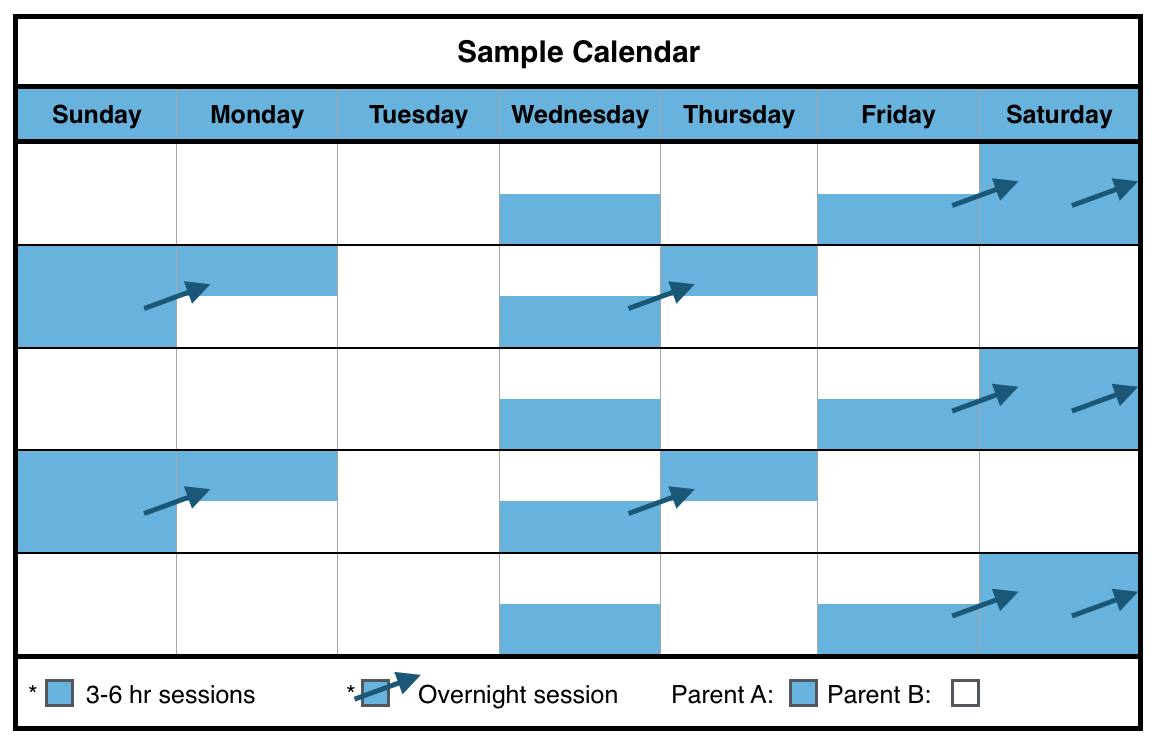 Sample Calendar
Sunday Monday Tuesday Wednesday Thursday Friday Saturday
* 3-6 hr sessions * Overnight session Parent A: Parent B: